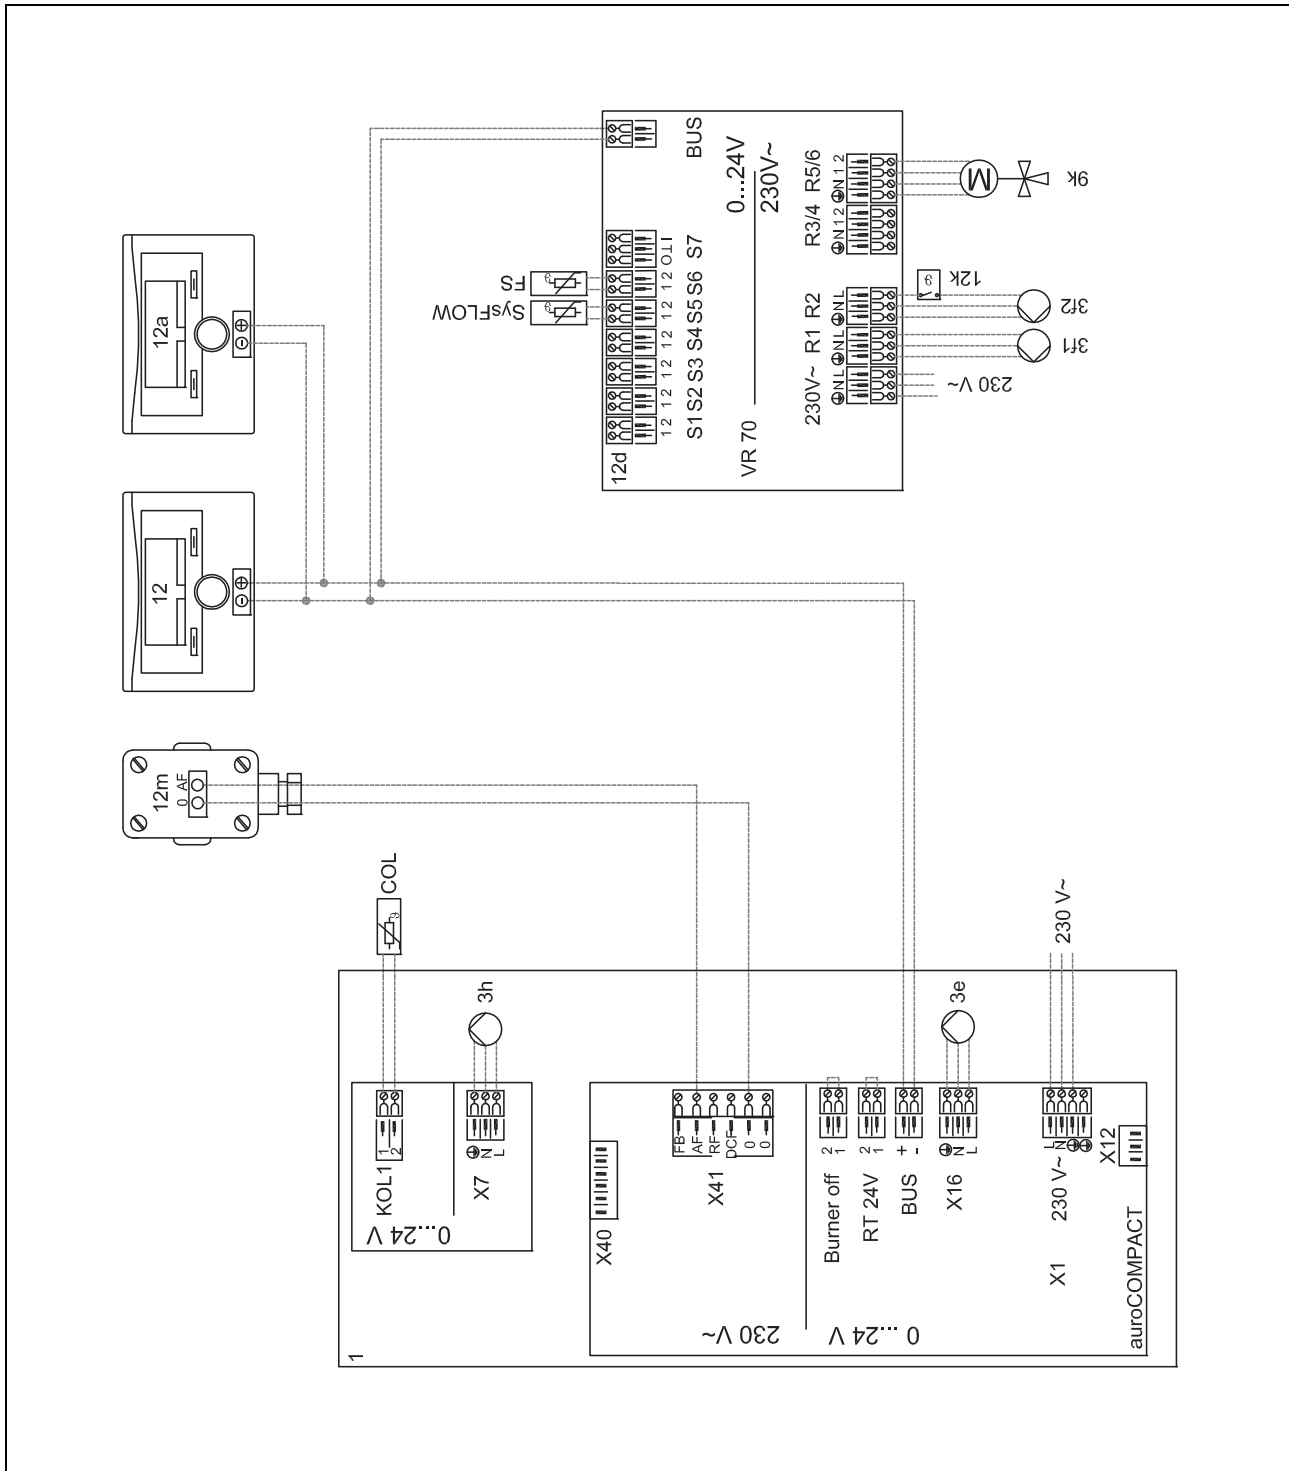 12a
12
12m
0 AF
COL
BUS
0...24V
230V~
FS
SysFLOW
O T I
S7
1 2
S6
1 2
S5
1 2
S4
1 2
S3
1 2
S2
1 2
S1
12d
VR 70
R5/6
N 1 2
R3/4
N 1 2
R2
N L
R1
N L
230V~
N L
M
9k
12k
3f2
3f1
230 V~
1
KOL1
1
2
0...24 V
X7
N
L
3h
X40
X41
FB
AF
RF
DCF
0
0
230 V~
0...24 V
Burner off
2
1
RT 24V
2
1
BUS
+
-
X16
N
L
3e
X1
230 V~
L
N
230 V~
X12
auroCOMPACT